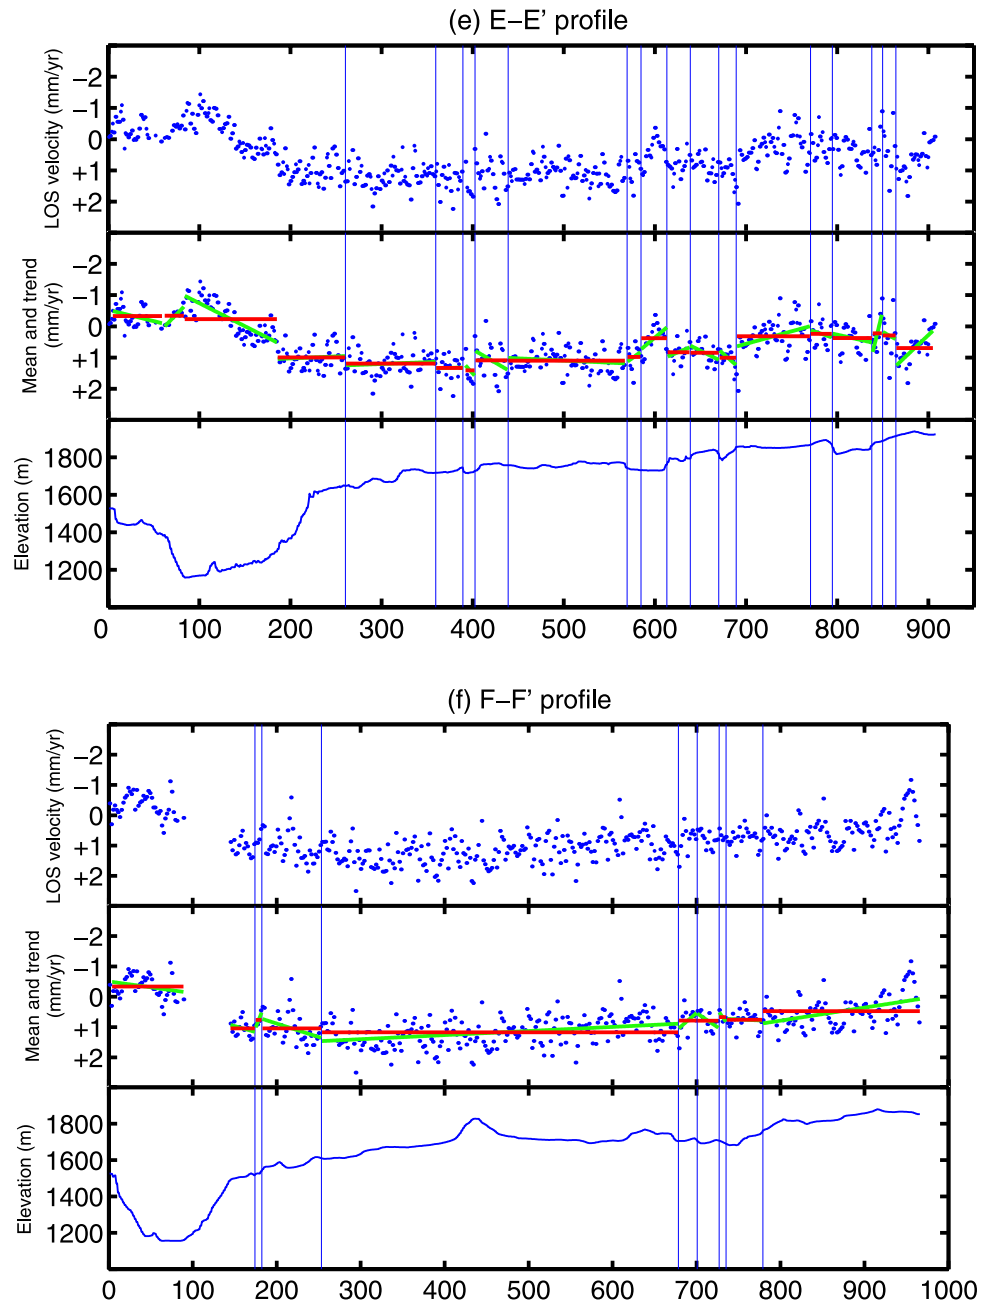 (e) E−E’ profile
LOS velocity (mm/yr)
−2
−1
0
+1
+2
Mean and trend
(mm/yr)
−2
−1
0
+1
+2
Elevation (m)
1800
1600
1400
1200
0 100 200 300 400 500 600 700 800 900
(f) F−F’ profile
LOS velocity (mm/yr)
−2
−1
0
+1
+2
Mean and trend
(mm/yr)
−2
−1
0
+1
+2
Elevation (m)
1800
1600
1400
1200
0 100 200 300 400 500 600 700 800 900 1000